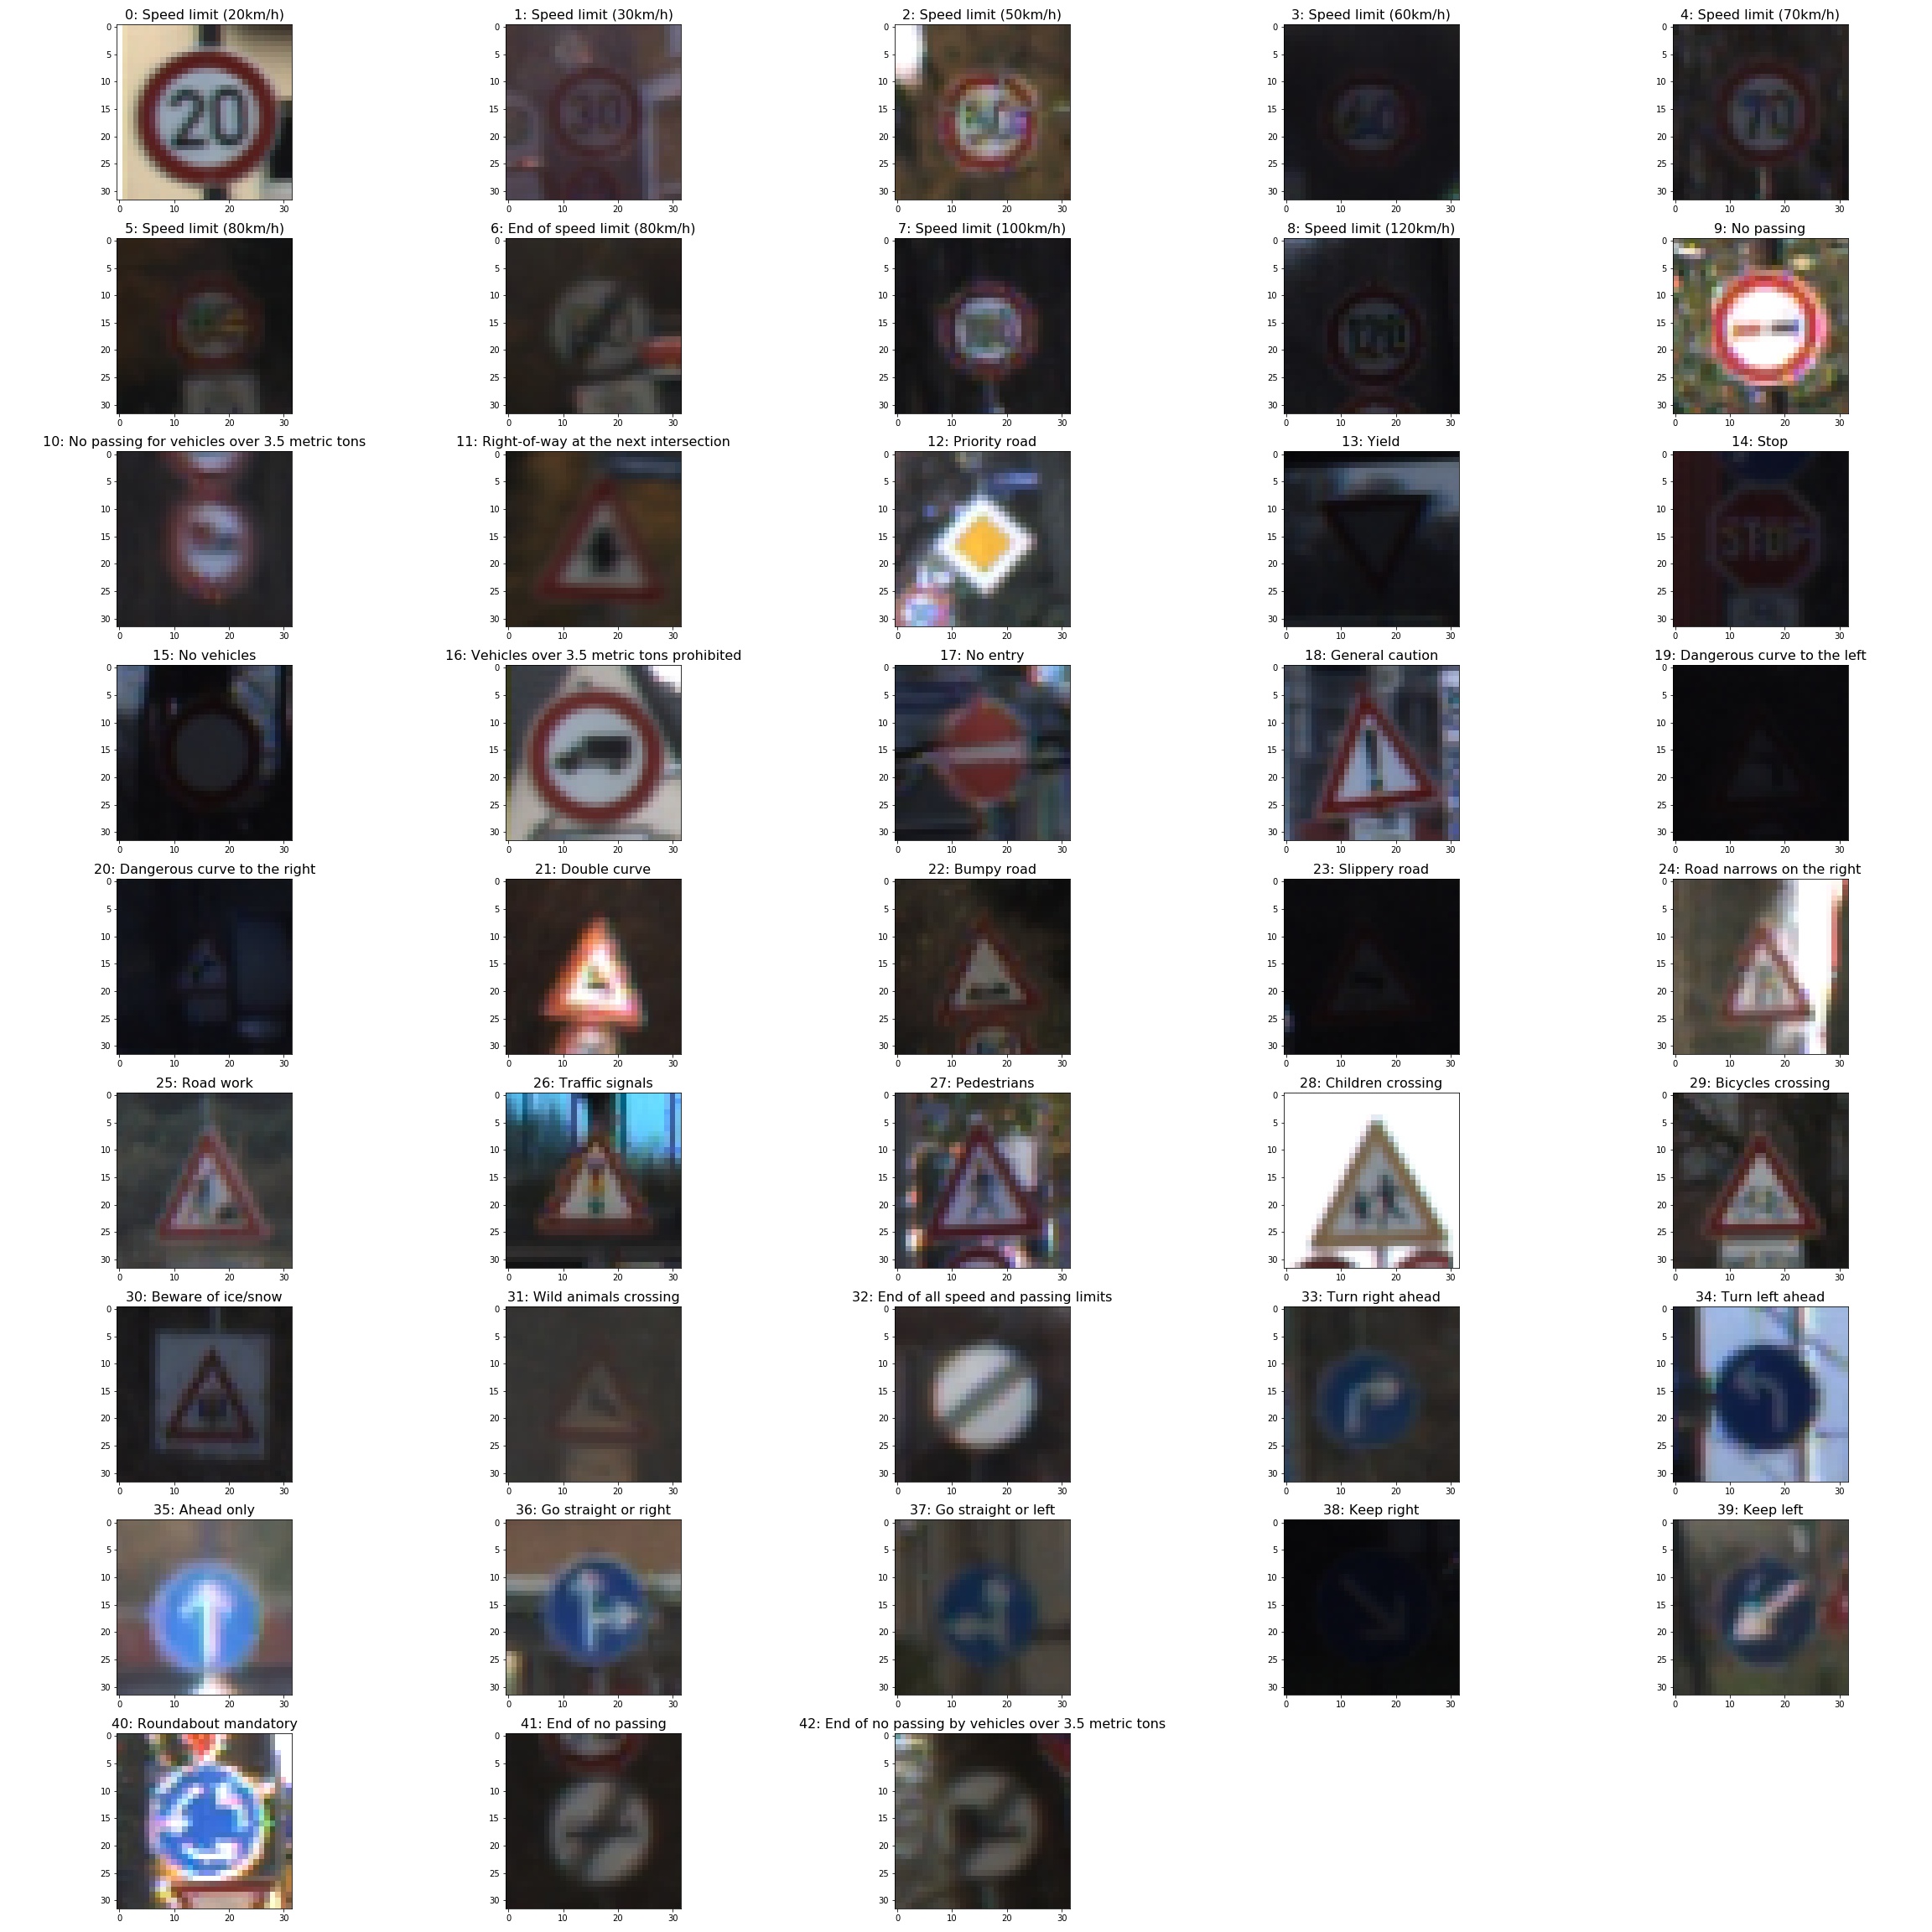 0: Speed limit (20km/h)
20
1: Speed limit (30km/h)
30
2: Speed limit (50km/h)
3: Speed limit (60km/h)
4: Speed limit (70km/h)
70
5: Speed limit (80km/h)
6: End of speed limit (80km/h)
7: Speed limit (100km/h)
8: Speed limit (120km/h)
9: No passing
10: No passing for vehicles over 3.5 metric tons
11: Right-of-way at the next intersection
12: Priority road
13: Yield
14: Stop
STOP
15: No vehicles
16: Vehicles over 3.5 metric tons prohibited
17: No entry
18: General caution
19: Dangerous curve to the left
20: Dangerous curve to the right
21: Double curve
22: Bumpy road
23: Slippery road
24: Road narrows on the right
25: Road work
26: Traffic signals
27: Pedestrians
28: Children crossing
29: Bicycles crossing
30: Beware of ice/snow
31: Wild animals crossing
32: End of all speed and passing limits
33: Turn right ahead
34: Turn left ahead
35: Ahead only
36: Go straight or right
37: Go straight or left
38: Keep right
39: Keep left
40: Roundabout mandatory
41: End of no passing
42: End of no passing by vehicles over 3.5 metric tons